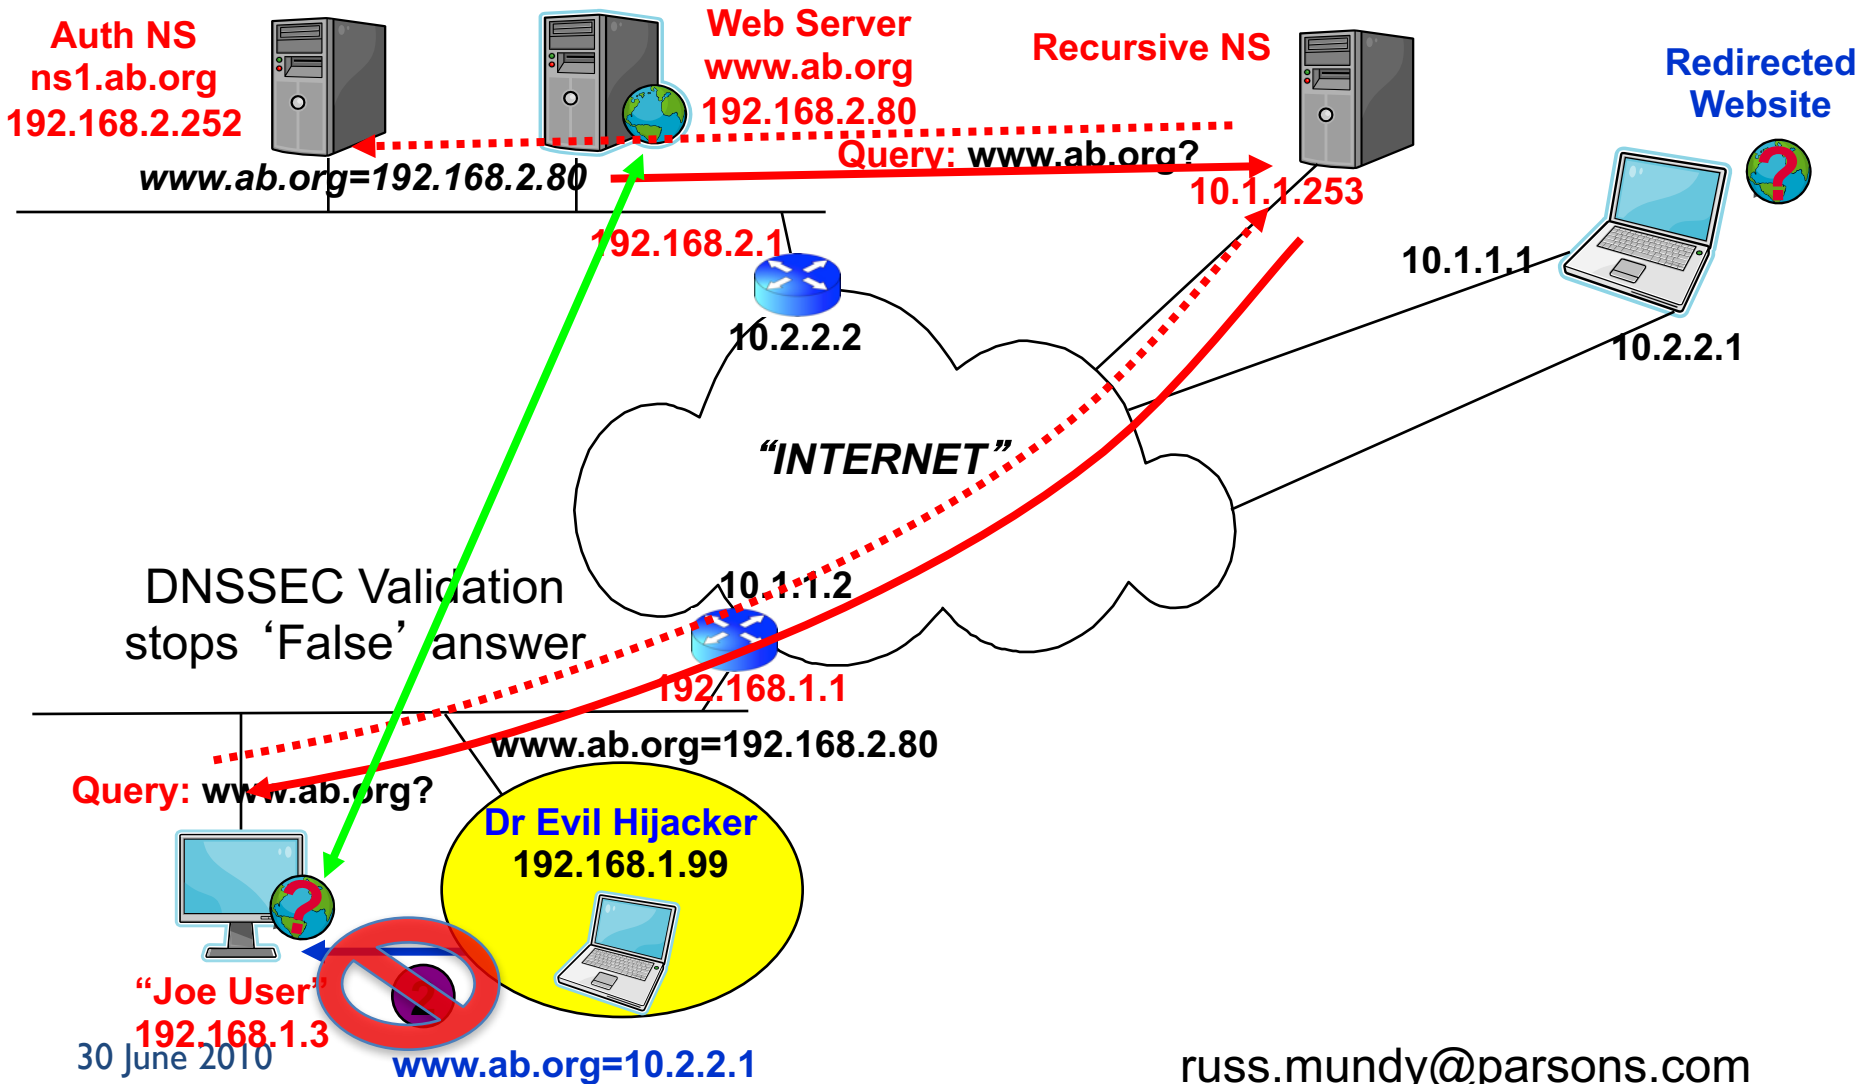 Auth NS
ns1.ab.org
192.168.2.252
Web Server
www.ab.org
192.168.2.80
Recursive NS
Redirected
Website
Query: www.ab.org?
www.ab.org=192.168.2.80
10.1.1.253
192.168.2.1
10.1.1.1
10.2.2.2
10.2.2.1
“INTERNET”
DNSSEC Validation
stops ‘False’ answer
10.1.1.2
192.168.1.1
www.ab.org=192.168.2.80
Query: www.ab.org?
Dr Evil Hijacker
192.168.1.99
2
“Joe User”
192.168.1.3
30 June 2010
www.ab.org=10.2.2.1
russ.mundy@parsons.com